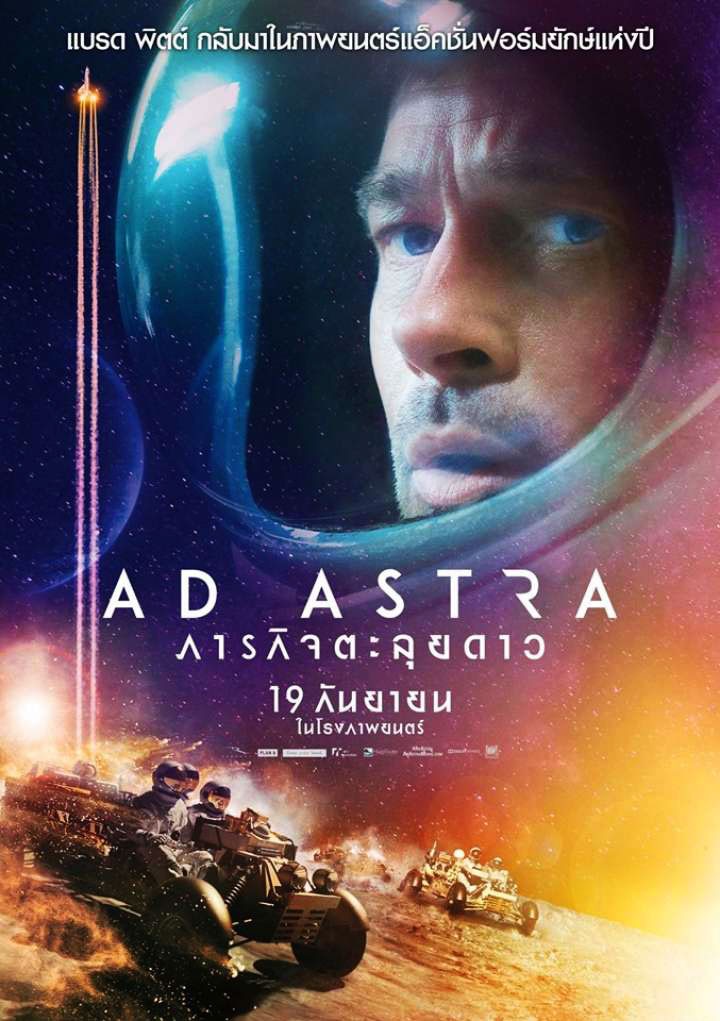 แบรด พิตต์ กลับมาในภาพยนตร์แอ็คชั่นฟอร์มยักษ์แห่งปี
AD ASTRA
ภารกิจตะลุยดาว
19 กันยายน
ในโรงภาพยนตร์
PLAN B